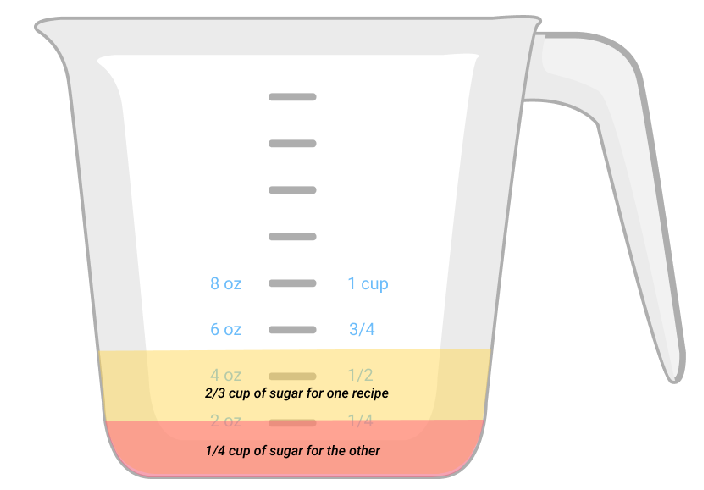 8 oz 1 cup
6 oz 3/4
4 oz 1/2
2/3 cup of sugar for one recipe
2 oz 1/4
1/4 cup of sugar for the other